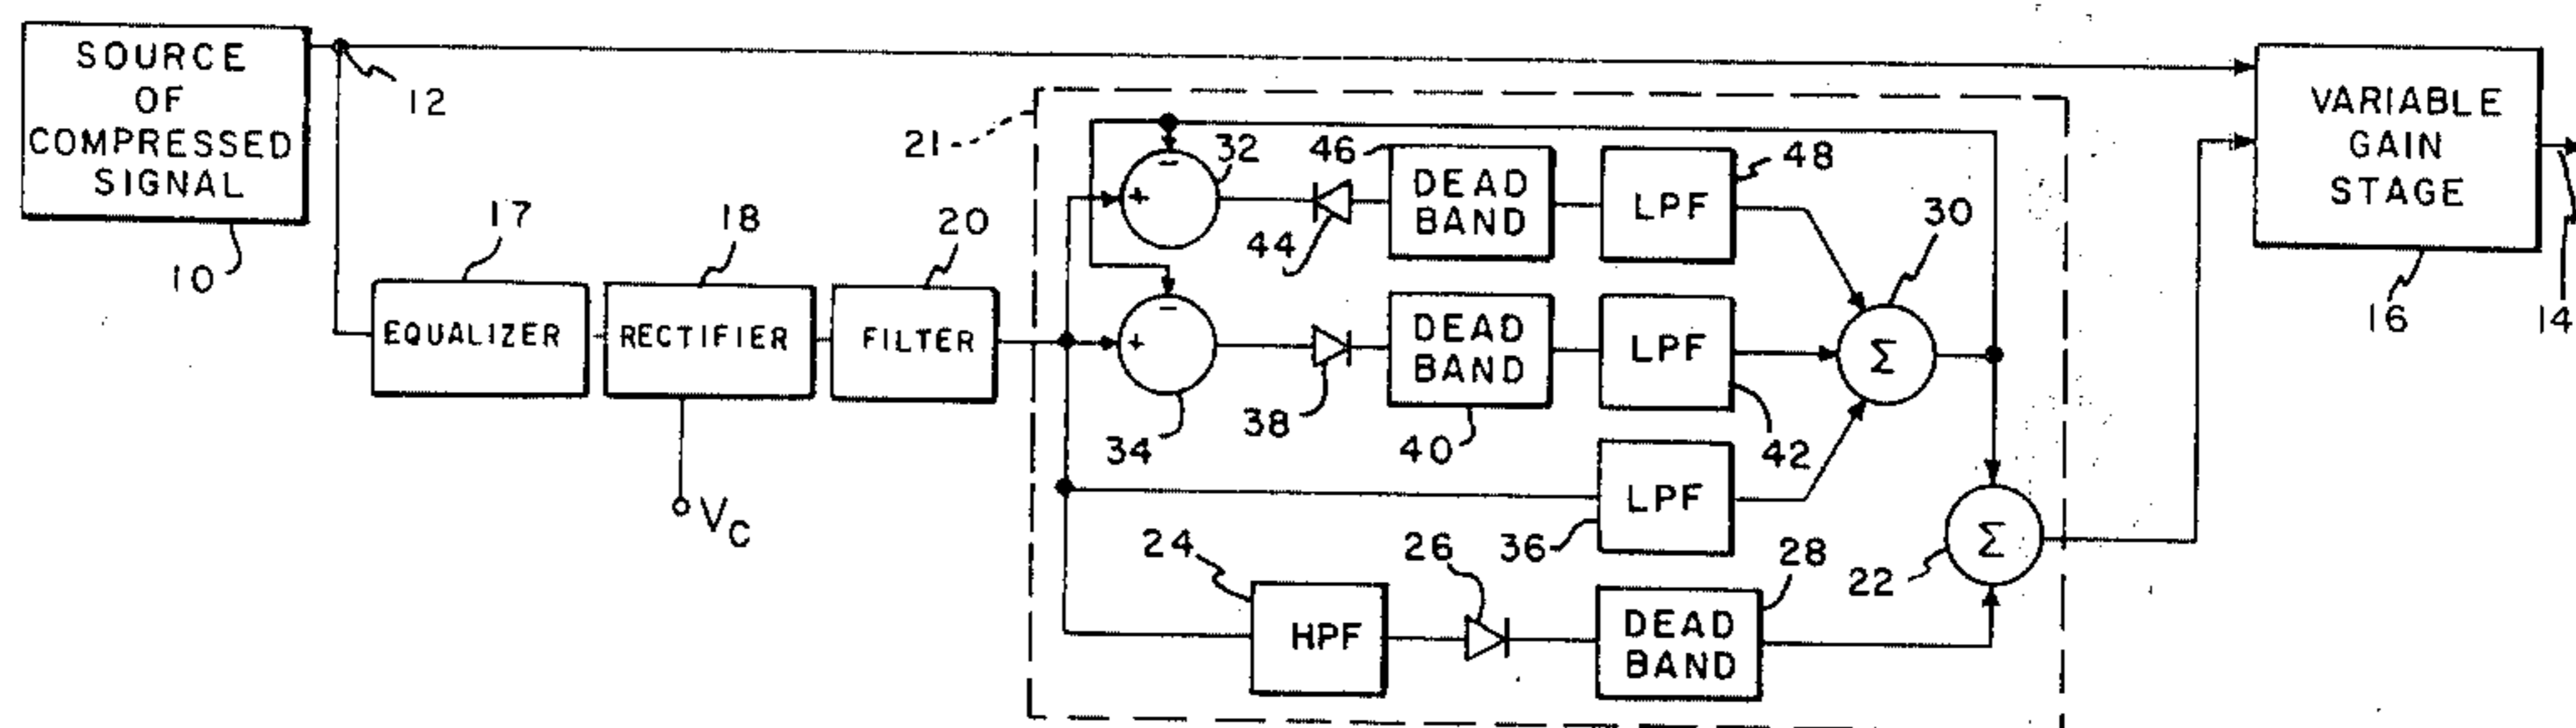 SOURCE
OF
COMPRESSED
SIGNAL
10
12
VARIABLE
GAIN
STAGE
16
14
21
32
46
DEAD
BAND
LPF
48
44
30
17
18
20
EQUALIZER
RECTIFIER
FILTER
VC
+
-
+
-
34
38
DEAD
BAND
40
LPF
42
Σ
LPF
36
24
HPF
26
DEAD
BAND
28
Σ
22